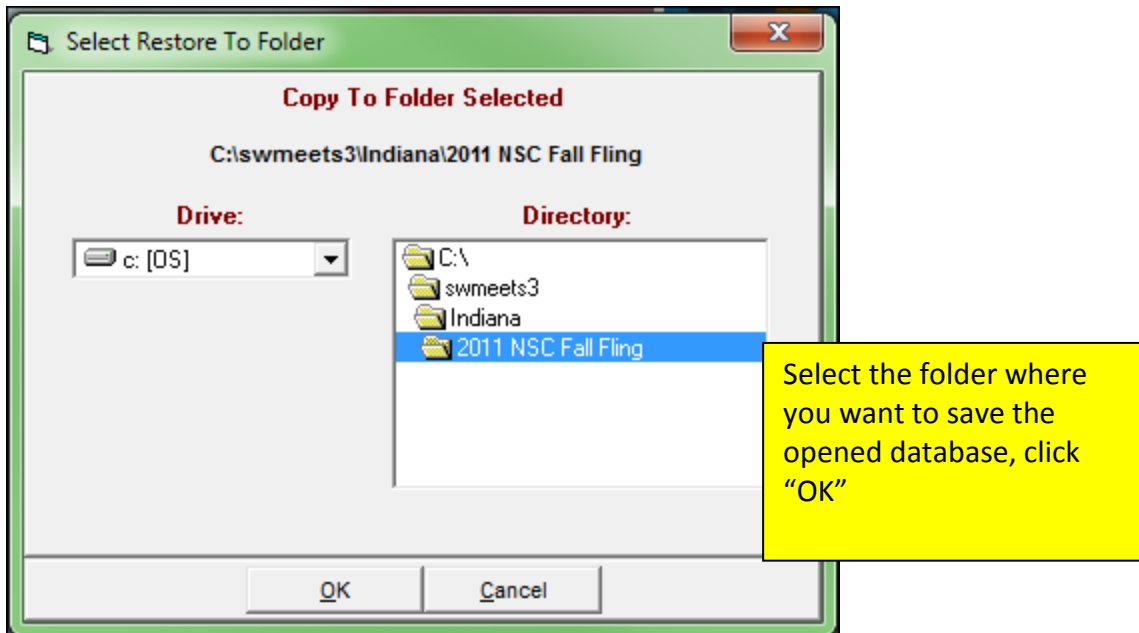 Select Restore To Folder
Copy To Folder Selected
C:\swmeets3\Indiana\2011 NSC Fall Fling
Drive:
Directory:
c: [OS]
C:\
swmeets3
Indiana
2011 NSC Fall Fling
Select the folder where
you want to save the
opened database, click
“OK”
OK
Cancel